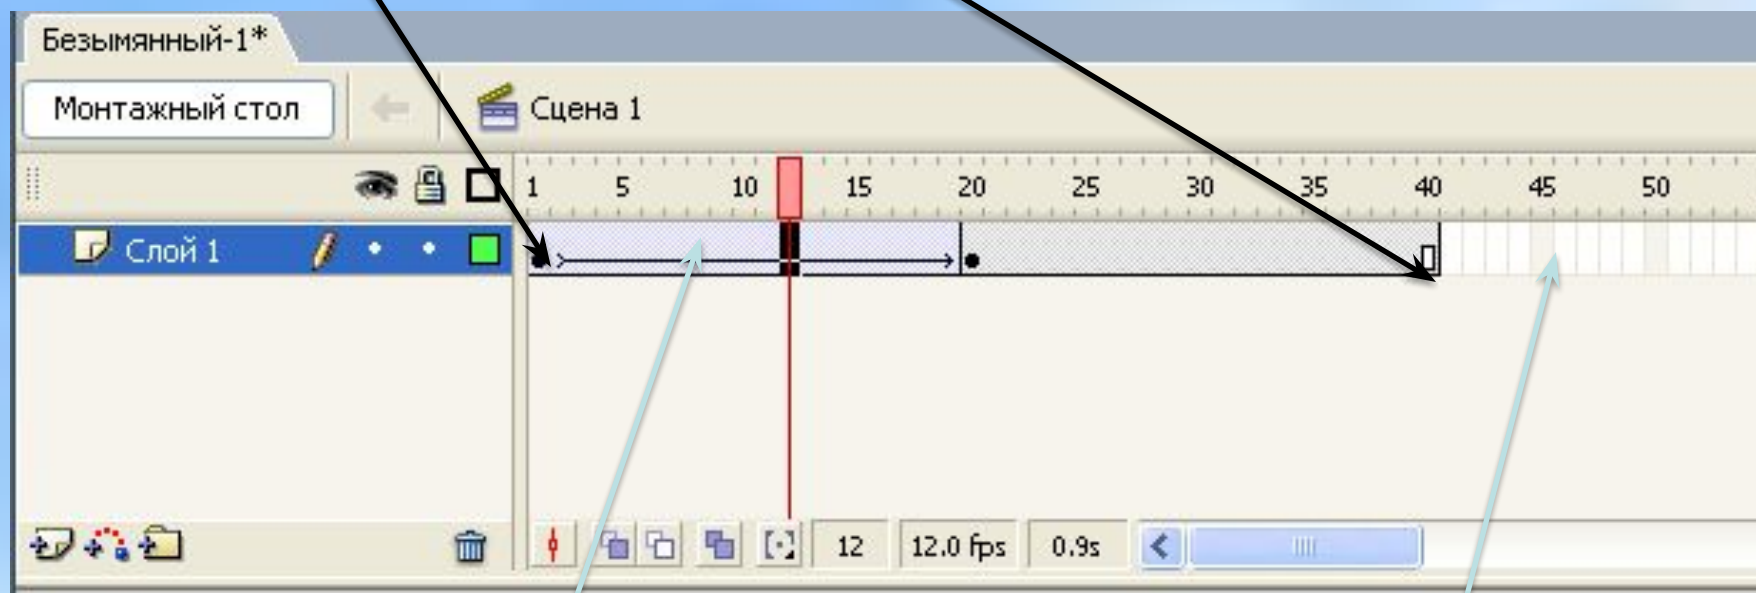 Безымянный-1*
Монтажный стол Сцена 1
1 5 10 15 20 25 30 35 40 45 50
Слой 1
12 12.0 fps 0.9s